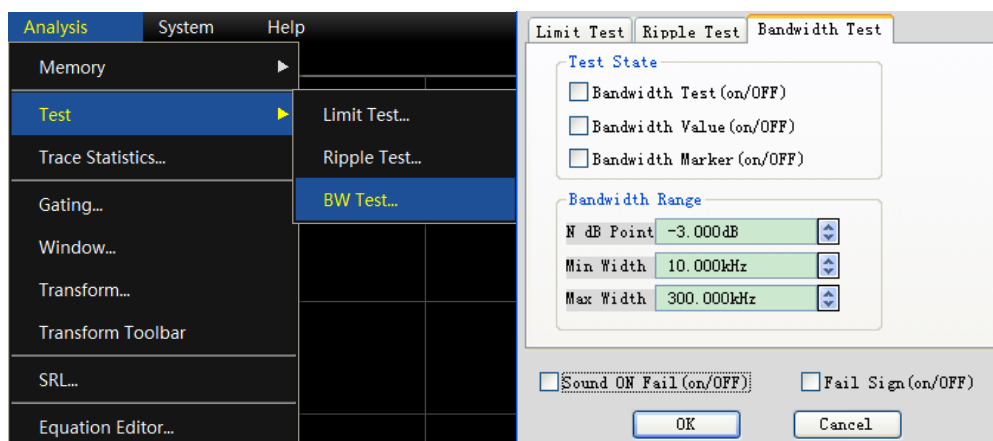 Analysis System Help
Memory
Test
Trace Statistics...
Gating...
Window...
Transform...
Transform Toolbar
SRL...
Equation Editor...
Limit Test...
Ripple Test...
BW Test...
Limit Test Ripple Test Bandwidth Test
Test State
Bandwidth Test(on/OFF)
Bandwidth Value(on/OFF)
Bandwidth Marker(on/OFF)
Bandwidth Range
N dB Point -3.000dB
Min Width 10.000kHz
Max Width 300.000kHz
Sound ON Fail(on/OFF) Fail Sign(on/OFF)
OK Cancel